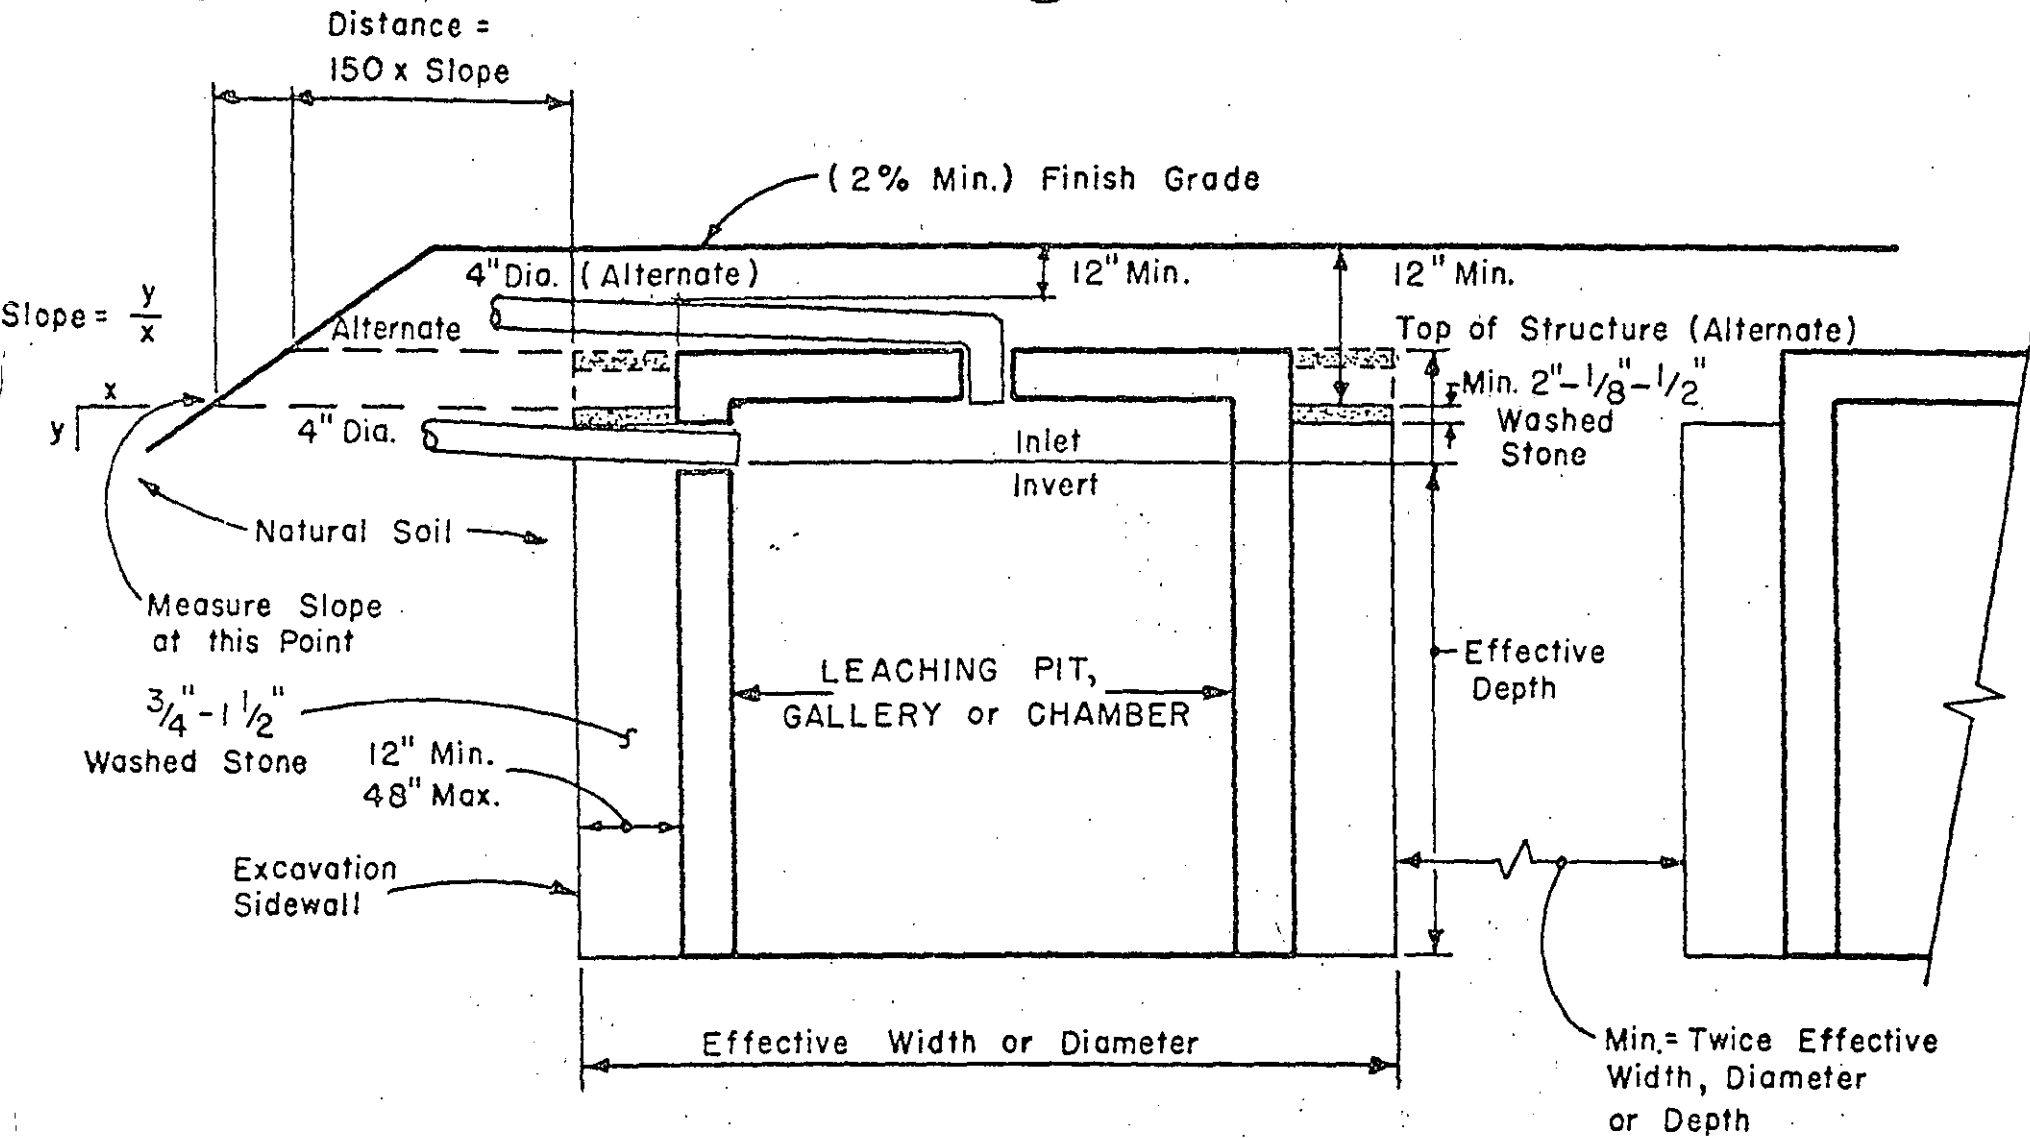 Distance =
150 x Slope
(2% Min.) Finish Grade
4" Dia. (Alternate)
12" Min.
12" Min.
Slope = y/x
Alternate
Top of Structure (Alternate)
x
y
Min. 2"-1/8"-1/2"
Washed
Stone
4" Dia.
Inlet
Invert
Natural Soil
Measure Slope
at this Point
Effective
Depth
LEACHING PIT,
GALLERY or CHAMBER
3/4"-1 1/2"
Washed Stone
12" Min.
48" Max.
Excavation
Sidewall
Effective Width or Diameter
Min.= Twice Effective
Width, Diameter
or Depth